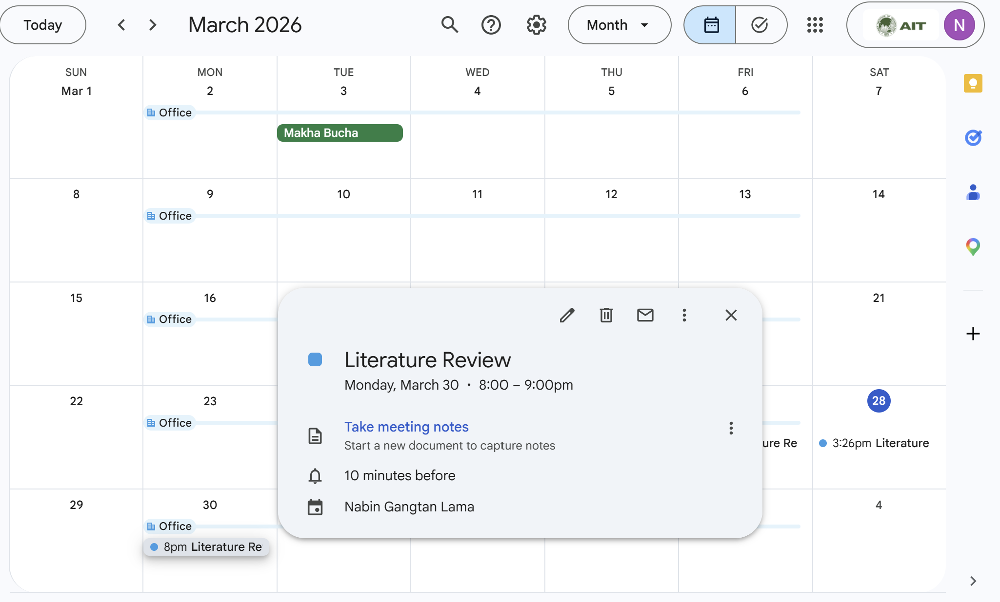 Today
March 2026
Month
AIT
N
SUN MON TUE WED THU FRI SAT
Mar 1 2 3 4 5 6 7
Office
Makha Bucha
8 9 10 11 12 13 14
Office
15 16 21
Office
Literature Review
Monday, March 30 • 8:00 – 9:00pm
Take meeting notes
Start a new document to capture notes
10 minutes before
Nabin Gangtan Lama
22 23 28
Office
ure Re 3:26pm Literature
29 30 4
Office
8pm Literature Re